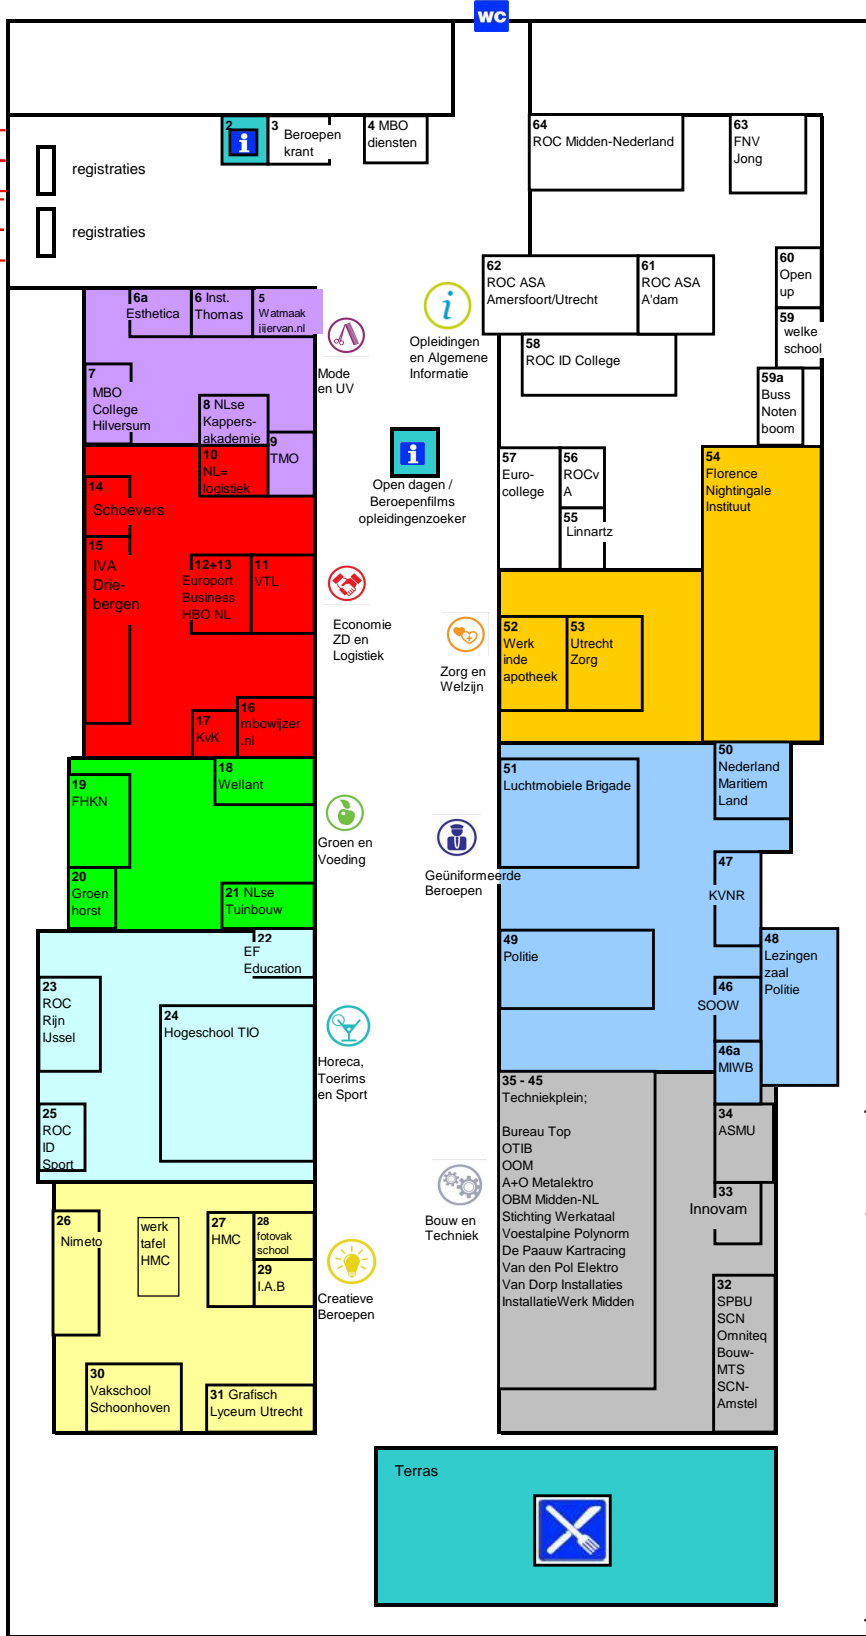 WC
2
3
Beroepen
krant
4 MBO
diensten
registraties
registraties
64
ROC Midden-Nederland
63
FNV
Jong
62
ROC ASA
Amersfoort/Utrecht
61
ROC ASA
A'dam
60
Open
up
59
welke
school
58
ROC ID College
59a
Buss
Noten
boom
6a
Esthetica
6 Inst.
Thomas
5
Watmaak
jijervan.nl
Mode
en UV
Opleidingen
en Algemene
Informatie
7
MBO
College
Hilversum
8 NLse
Kappers-
akademie
9
TMO
10
NL=
logistiek
Open dagen /
Beroepenfilms
opleidingenzoeker
57
Euro-
college
56
ROCv
A
55
Linnartz
54
Florence
Nightingale
Instituut
14
Schoevers
15
IVA
Drie-
bergen
12+13
Europort
Business
HBO NL
11
VTL
Economie
ZD en
Logistiek
Zorg en
Welzijn
52
Werk
inde
apotheek
53
Utrecht
Zorg
17
KvK
16
mbowijzer
.nl
18
Wellant
19
FHKN
20
Groen
horst
21 NLse
Tuinbouw
Groen en
Voeding
Geüniformeerde
Beroepen
51
Luchtmobiele Brigade
50
Nederland
Maritiem
Land
47
KVNR
49
Politie
48
Lezingen
zaal
Politie
46
SOOW
46a
MIWB
22
EF
Education
23
ROC
Rijn
IJssel
24
Hogeschool TIO
25
ROC
ID
Sport
Horeca,
Toerims
en Sport
35 - 45
Techniekplein;
Bureau Top
OTIB
OOM
A+O Metalektro
OBM Midden-NL
Stichting Werkataal
Voestalpine Polynorm
De Paauw Kartracing
Van den Pol Elektro
Van Dorp Installaties
InstallatieWerk Midden
34
ASMU
33
Innovam
32
SPBU
SCN
Omniteq
Bouw-
MTS
SCN-
Amstel
Bouw en
Techniek
26
Nimeto
werk
tafel
HMC
27
HMC
28
fotovak
school
29
I.A.B
Creatieve
Beroepen
30
Vakschool
Schoonhoven
31 Grafisch
Lyceum Utrecht
Terras